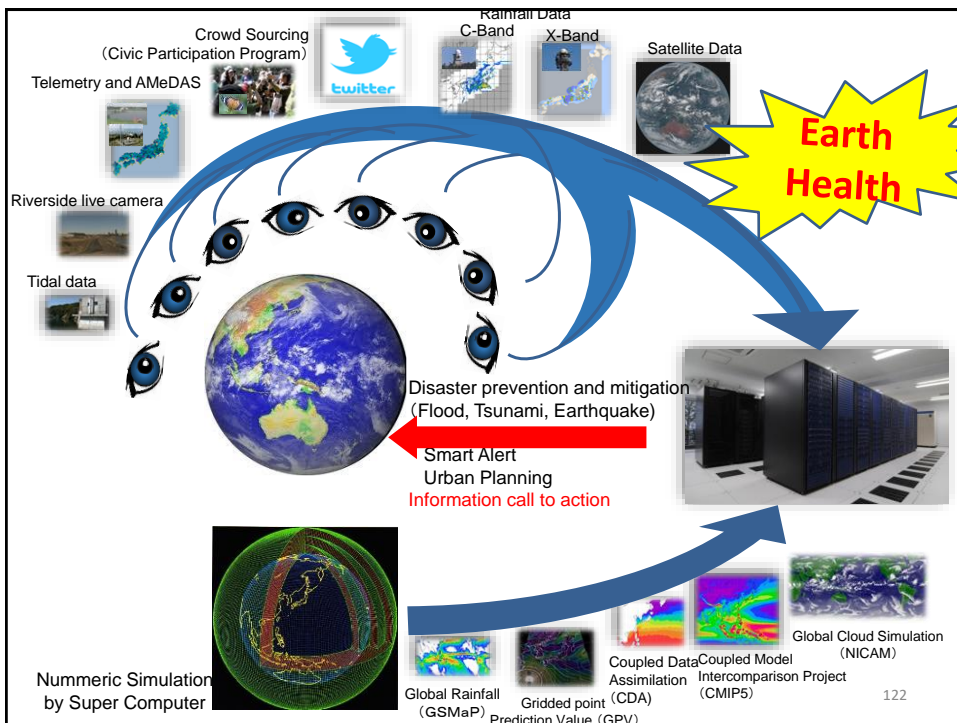 Rainfall Data
Crowd Sourcing
（Civic Participation Program）
twitter
C-Band
X-Band
Satellite Data
Telemetry and AMeDAS
Earth
Health
Riverside live camera
Tidal data
Disaster prevention and mitigation
（Flood, Tsunami, Earthquake）
Smart Alert
Urban Planning
Information call to action
Nummeric Simulation
by Super Computer
Global Rainfall
（GSMaP）
Gridded point
Prediction Value（GPV）
Coupled Data
Assimilation
（CDA）
Coupled Model
Intercomparison Project
（CMIP5）
Global Cloud Simulation
（NICAM）
122